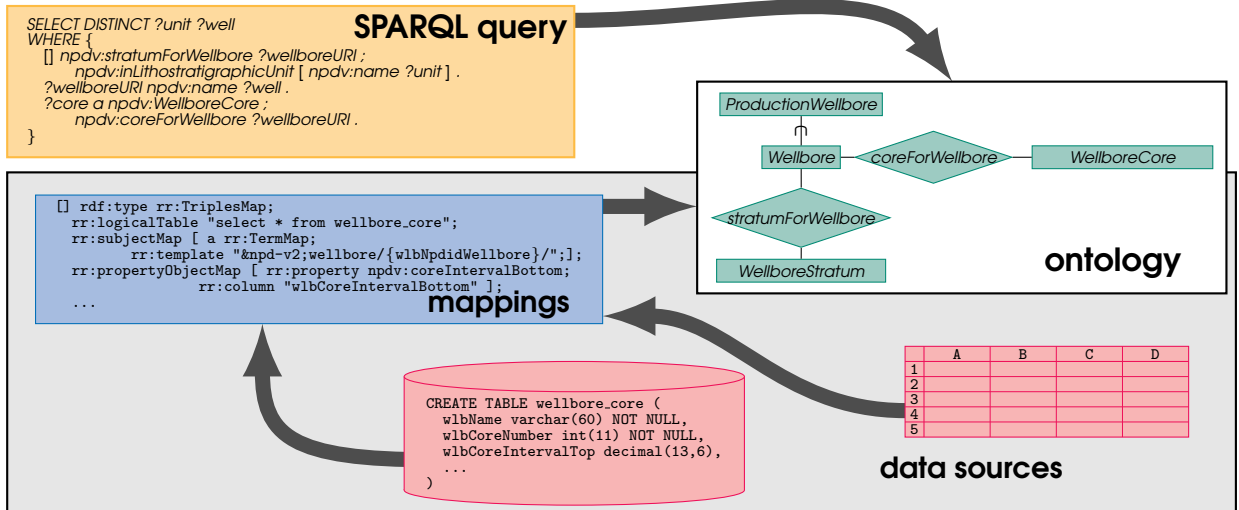 SELECT DISTINCT ?unit ?well
WHERE {
[] npdv:stratumForWellbore ?wellboreURI ;
npdv:inLithostratigraphicUnit [ npdv:name ?unit ] .
?wellboreURI npdv:name ?well .
?core a npdv:WellboreCore ;
npdv:coreForWellbore ?wellboreURI .
}
SPARQL query
ProductionWellbore
∩
Wellbore
coreForWellbore
WellboreCore
stratumForWellbore
WellboreStratum
ontology
[] rdf:type rr:TriplesMap;
rr:logicalTable "select * from wellbore_core";
rr:subjectMap [ a rr:TermMap;
rr:template "&npd-v2;wellbore/{wlbNpdidWellbore}/";];
rr:propertyObjectMap [ rr:property npdv:coreIntervalBottom;
rr:column "wlbCoreIntervalBottom" ];
...
mappings
CREATE TABLE wellbore_core (
wlbName varchar(60) NOT NULL,
wlbCoreNumber int(11) NOT NULL,
wlbCoreIntervalTop decimal(13,6),
...
)
A B C D
1
2
3
4
5
data sources